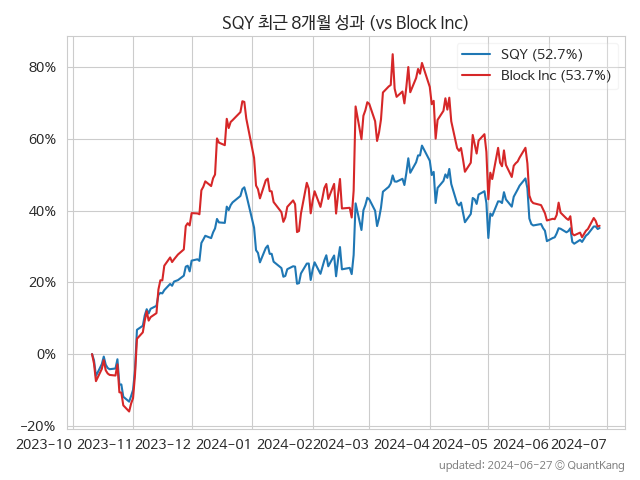 SQY 최근 8개월 성과 (vs Block Inc)
SQY (52.7%)
Block Inc (53.7%)
80%
60%
40%
20%
0%
−20%
2023−10 2023−11 2023−12 2024−01 2024−02 2024−03 2024−04 2024−05 2024−06 2024−07
updated: 2024-06-27 © QuantKang